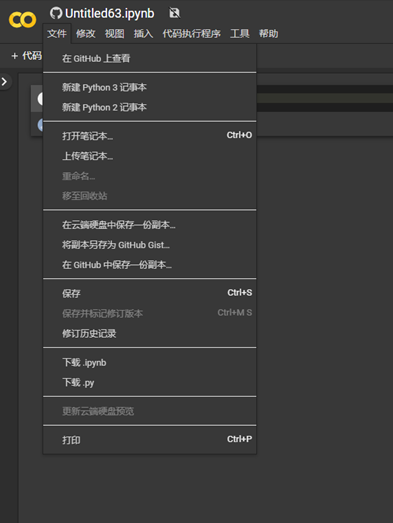 Untitled63.ipynb
文件 修改 视图 插入 代码执行程序 工具 帮助
+ 代码
在 GitHub 上查看
新建 Python 3 记事本
新建 Python 2 记事本
打开笔记本... Ctrl+O
上传笔记本...
重命名...
移至回收站
在云端硬盘中保存一份副本...
将副本另存为 GitHub Gist...
在 GitHub 中保存一份副本...
保存 Ctrl+S
保存并标记修订版本 Ctrl+M S
修订历史记录
下载 .ipynb
下载 .py
更新云端硬盘预览
打印 Ctrl+P